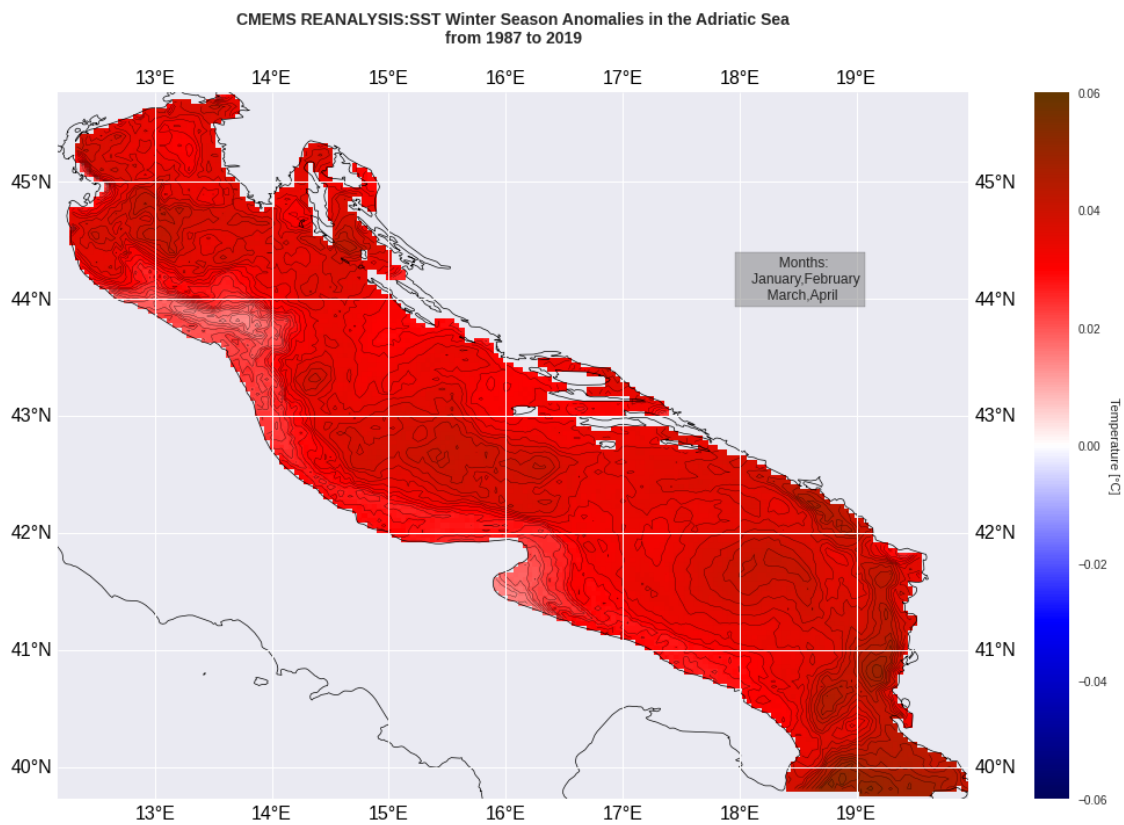 CMEMS REANALYSIS:SST Winter Season Anomalies in the Adriatic Sea
from 1987 to 2019
13°E 14°E 15°E 16°E 17°E 18°E 19°E
0.06
45°N 45°N
0.04
Months:
January,February
March,April
44°N 44°N
0.02
43°N 43°N
0.00
Temperature [°C]
42°N 42°N
−0.02
41°N 41°N
−0.04
40°N 40°N
−0.06
13°E 14°E 15°E 16°E 17°E 18°E 19°E